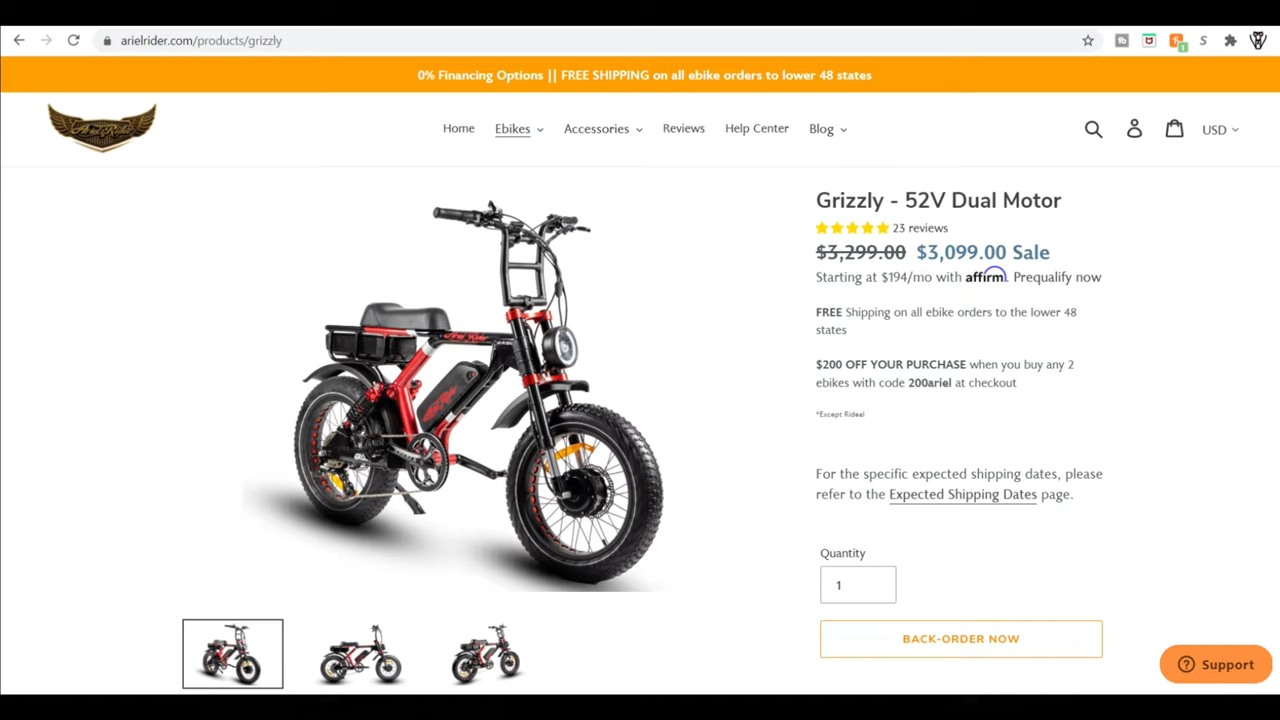 arielrider.com/products/grizzly
0% Financing Options || FREE SHIPPING on all ebike orders to lower 48 states
Ariel Rider
Home
Ebikes
Accessories
Reviews
Help Center
Blog
USD
Grizzly - 52V Dual Motor
23 reviews
$3,299.00 $3,099.00 Sale
Starting at $194/mo with affirm. Prequalify now
FREE Shipping on all ebike orders to the lower 48
states
$200 OFF YOUR PURCHASE when you buy any 2
ebikes with code 200ariel at checkout
*Except Rideal
For the specific expected shipping dates, please
refer to the Expected Shipping Dates page.
Quantity
1
BACK-ORDER NOW
Support
Ariel Rider